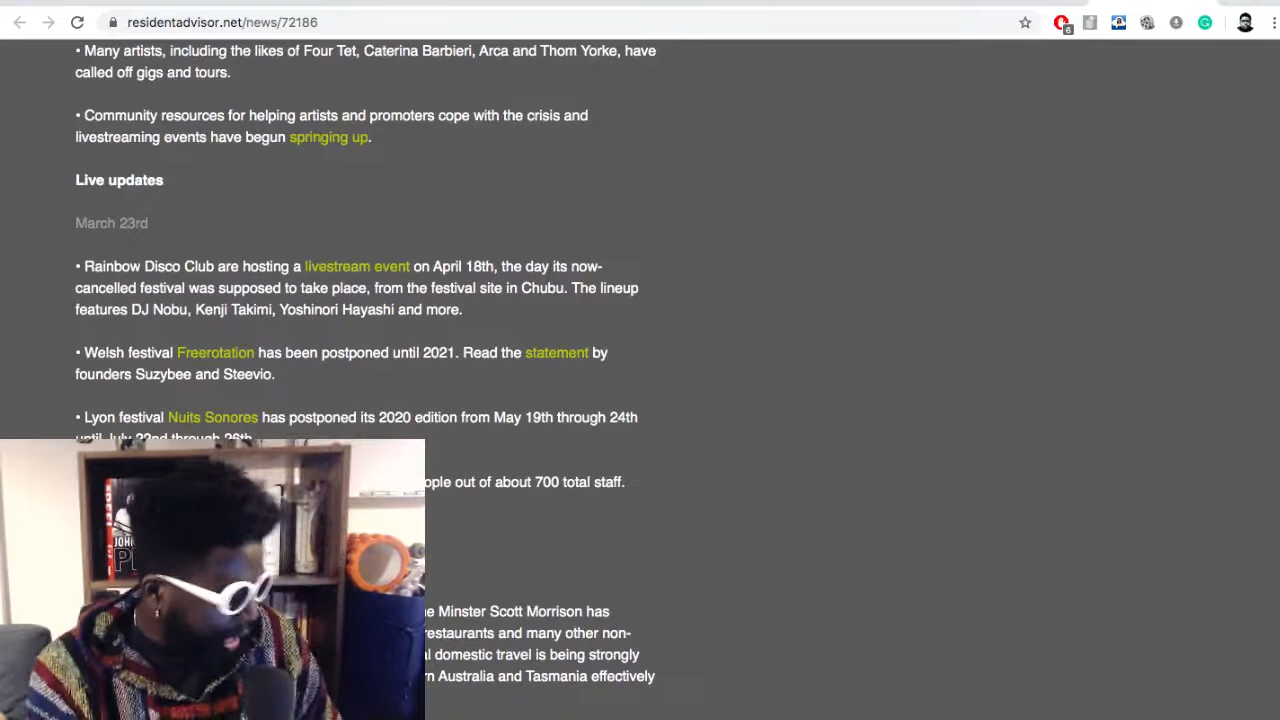 residentadvisor.net/news/72186
6
• Many artists, including the likes of Four Tet, Caterina Barbieri, Arca and Thom Yorke, have
called off gigs and tours.
• Community resources for helping artists and promoters cope with the crisis and
livestreaming events have begun springing up.
Live updates
March 23rd
• Rainbow Disco Club are hosting a livestream event on April 18th, the day its now-
cancelled festival was supposed to take place, from the festival site in Chubu. The lineup
features DJ Nobu, Kenji Takimi, Yoshinori Hayashi and more.
• Welsh festival Freerotation has been postponed until 2021. Read the statement by
founders Suzybee and Steevio.
• Lyon festival Nuits Sonores has postponed its 2020 edition from May 19th through 24th
until July 22nd through 26th.
ople out of about 700 total staff.
e Minster Scott Morrison has
restaurants and many other non-
l domestic travel is being strongly
rn Australia and Tasmania effectively
JOHN